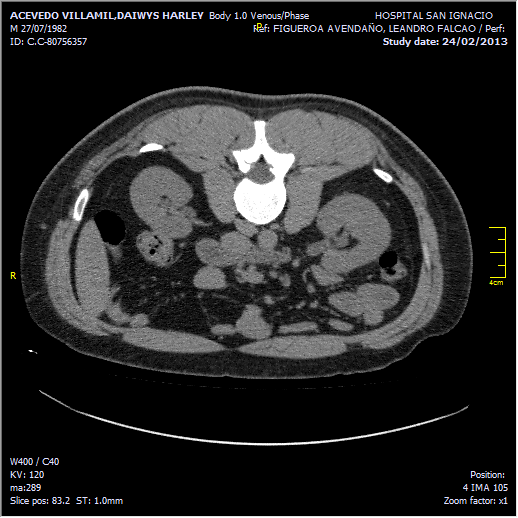 ACEVEDO VILLAMIL,DAIWYS HARLEY Body 1.0 Venous/Phase HOSPITAL SAN IGNACIO
M 27/07/1982 Réf: FIGUEROA AVENDAÑO, LEANDRO FALCAO / Perf:
ID: C.C-80756357 Study date: 24/02/2013
R
4cm
W400 / C40
KV: 120 Position:
ma:289 4 IMA 105
Slice pos: 83.2 ST: 1.0mm Zoom factor: x1